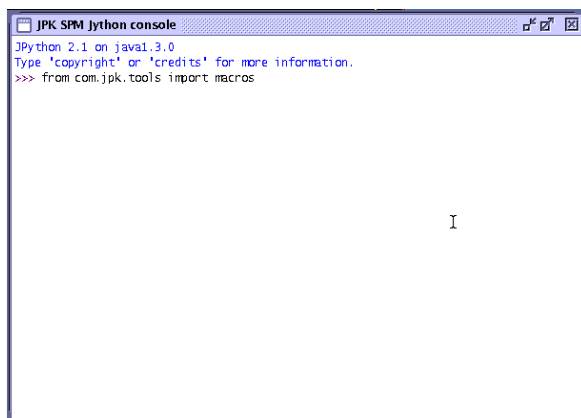 JPK SPM Jython console
JPython 2.1 on java1.3.0
Type "copyright" or "credits" for more information.
>>> from com.jpk.tools import macros